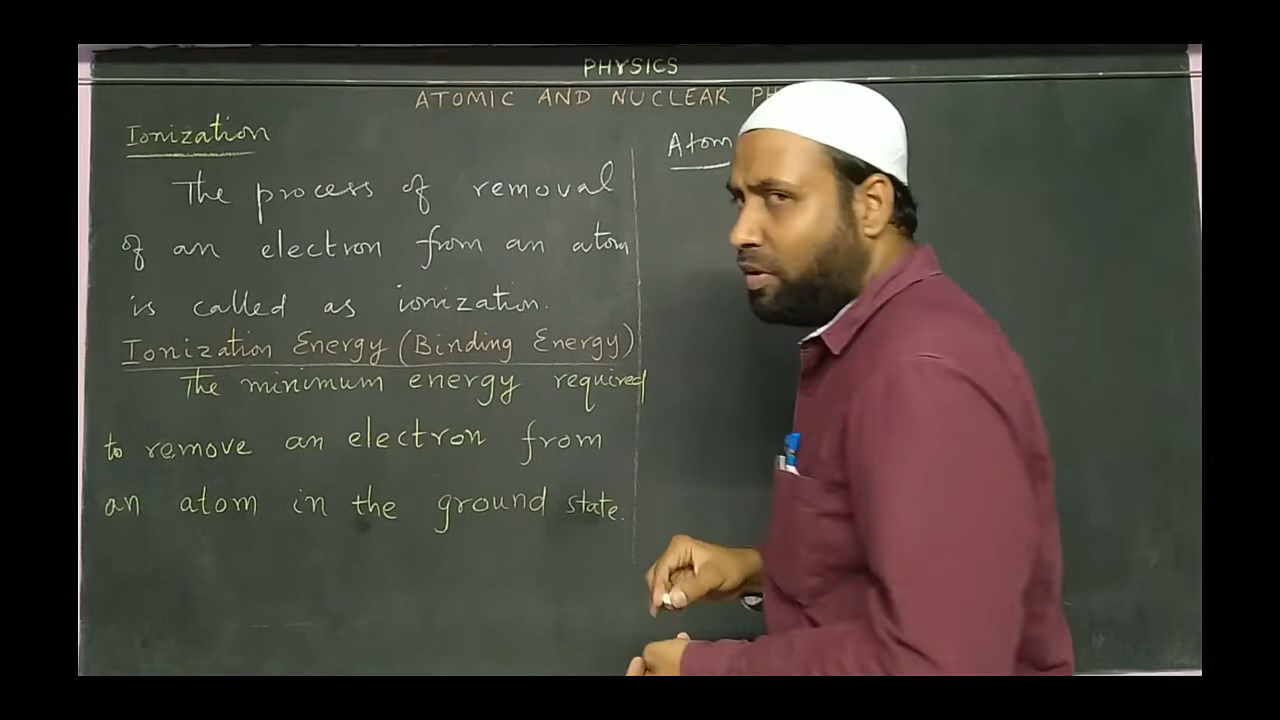 PHYSICS
ATOMIC AND NUCLEAR PH
Ionization
The process of removal
of an electron from an atom
is called as ionization.
Ionization Energy (Binding Energy)
The minimum energy required
to remove an electron from
an atom in the ground state.
Atom